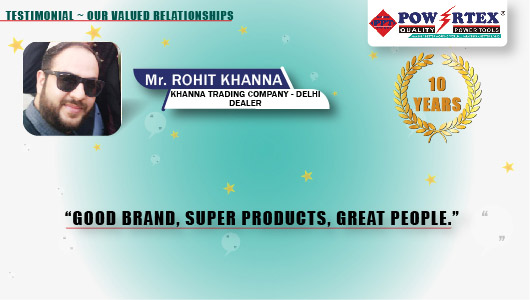 TESTIMONIAL ~ OUR VALUED RELATIONSHIPS
PPT
POWERTEX
QUALITY POWER TOOLS
Mr. ROHIT KHANNA
KHANNA TRADING COMPANY - DELHI
DEALER
10
YEARS
“GOOD BRAND, SUPER PRODUCTS, GREAT PEOPLE.”